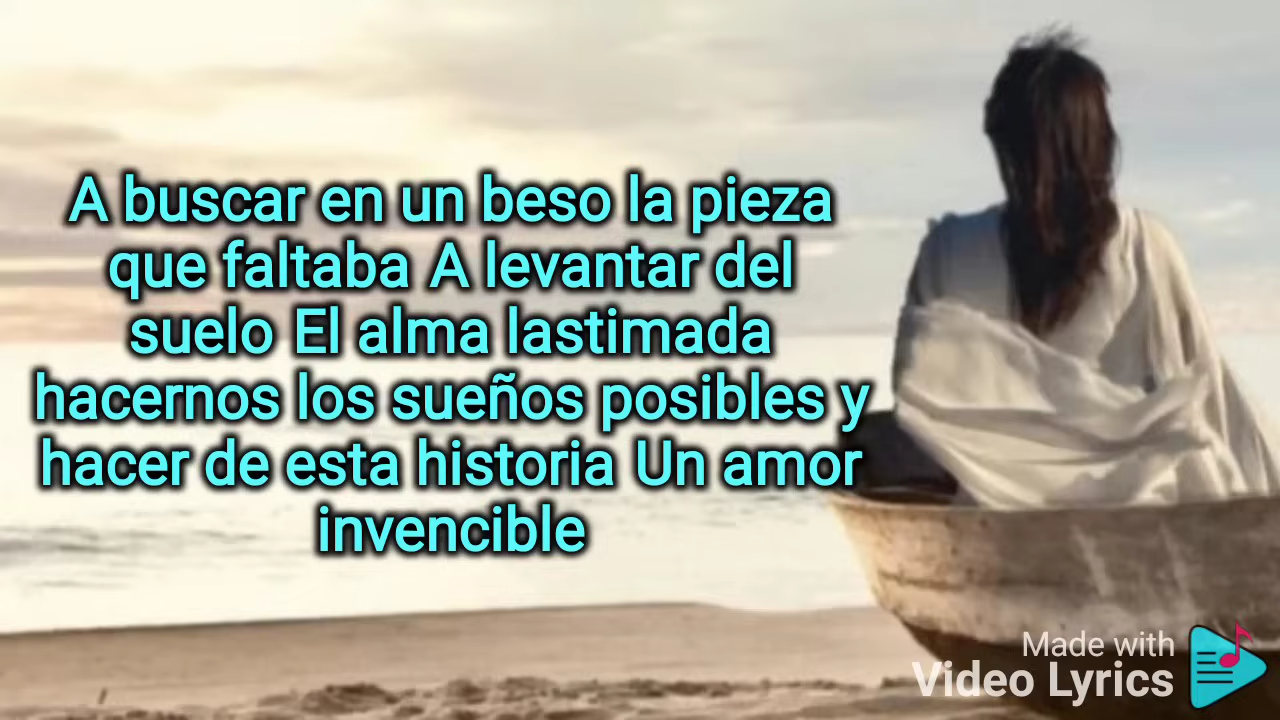 A buscar en un beso la pieza
que faltaba A levantar del
suelo El alma lastimada
hacernos los sueños posibles y
hacer de esta historia Un amor
invencible
Made with
Video Lyrics